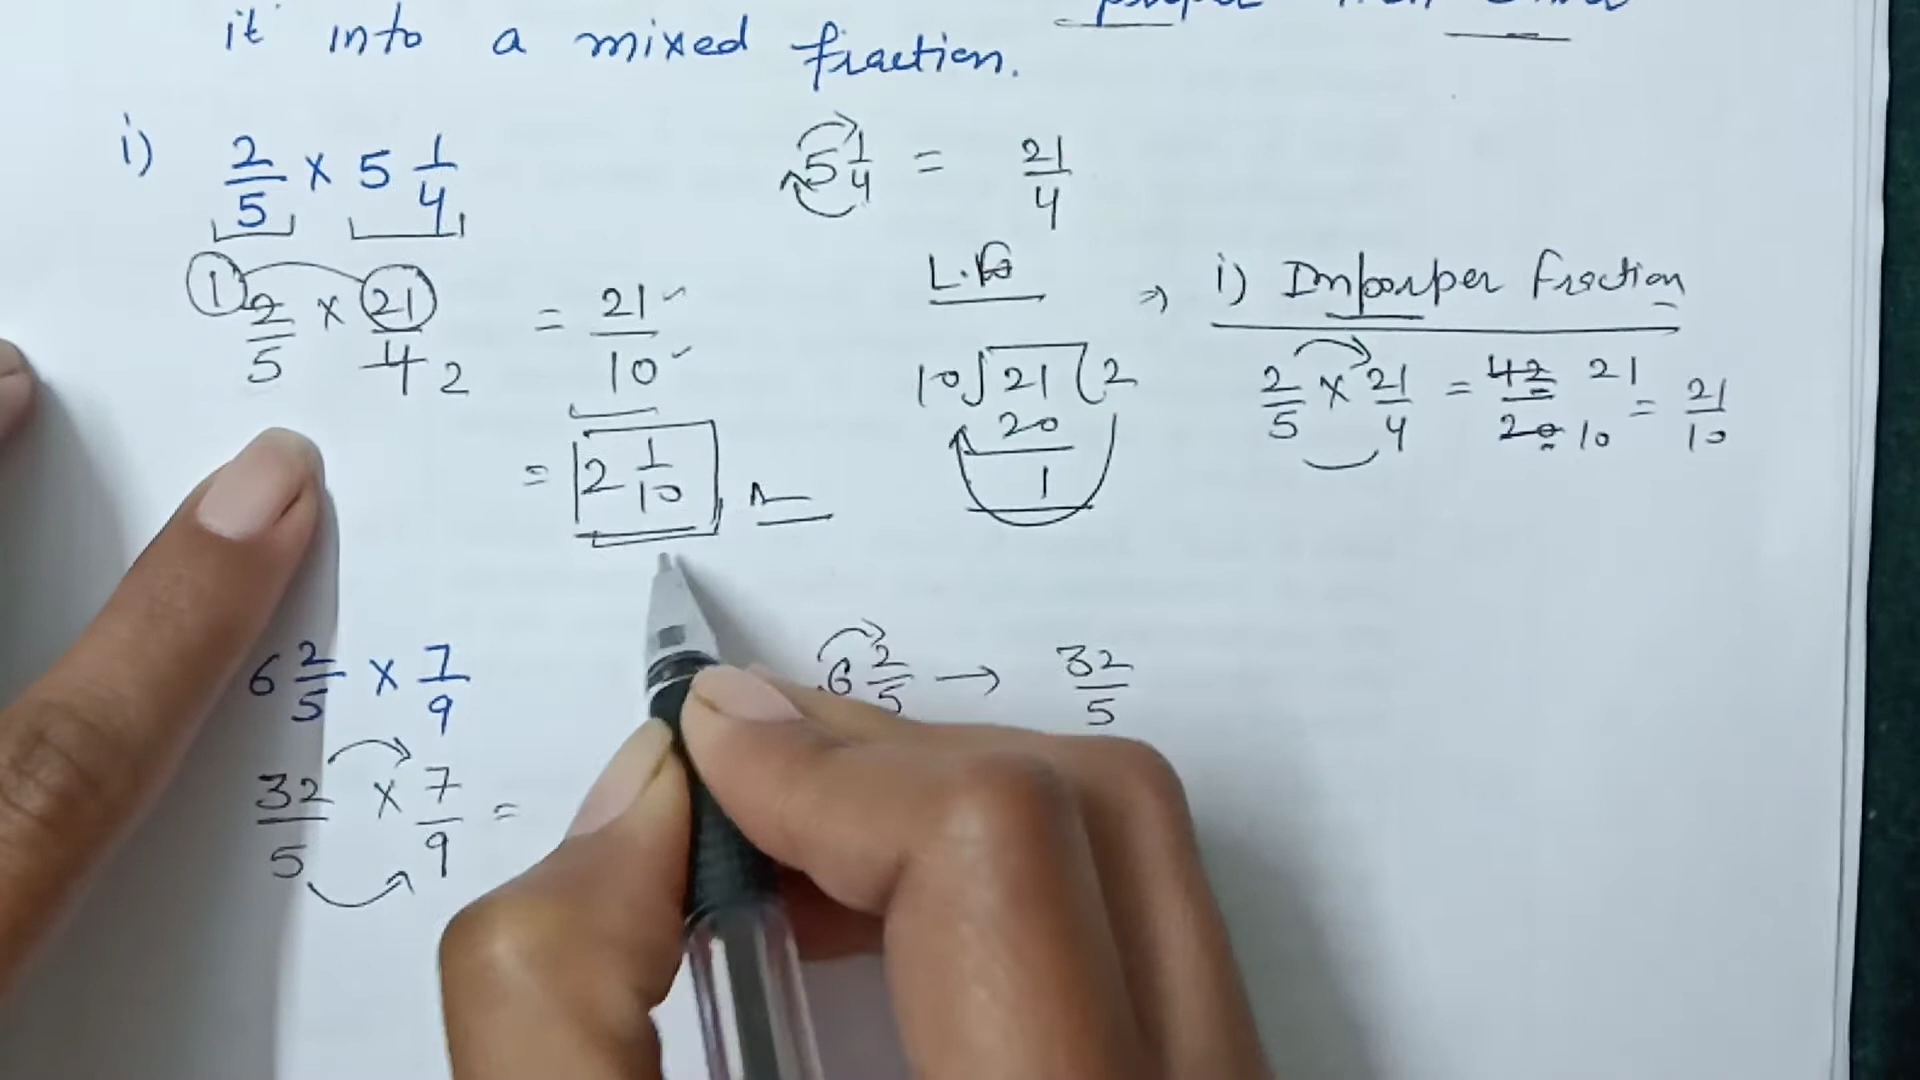 it into a mixed fraction.
i) 2/5 × 5 1/4
5 1/4 = 21/4
1 2/5 × 21/4 2 = 21/10
= 2 1/10
10) 21 ( 2
20
1
⇒ i) Imporper fraction
2/5 × 21/4 = 42/20 21/10 = 21/10
6 2/5 × 7/9
6 2/5 → 32/5
32/5 × 7/9 =